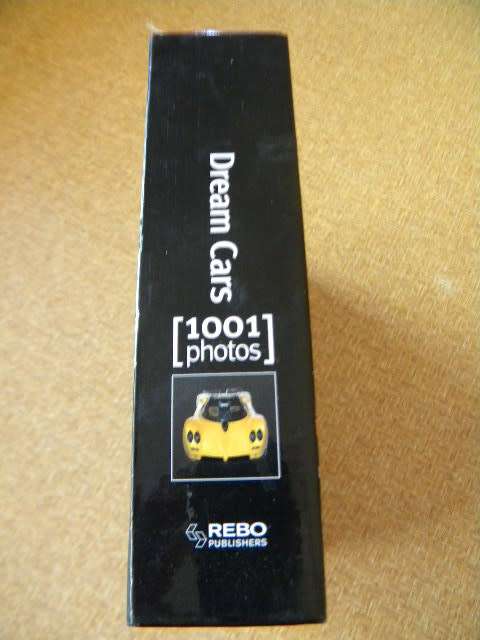 Dream Cars
[1001
photos]
REBO
PUBLISHERS